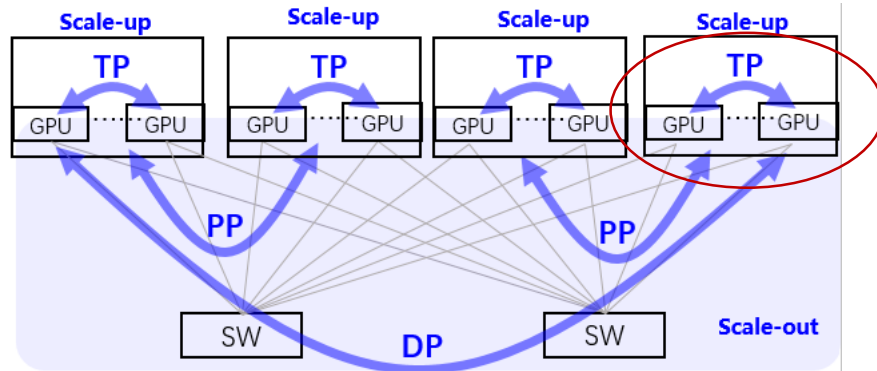 Scale-up
Scale-up
Scale-up
Scale-up
TP
TP
TP
TP
GPU
GPU
GPU
GPU
GPU
GPU
GPU
GPU
PP
PP
SW
SW
DP
Scale-out